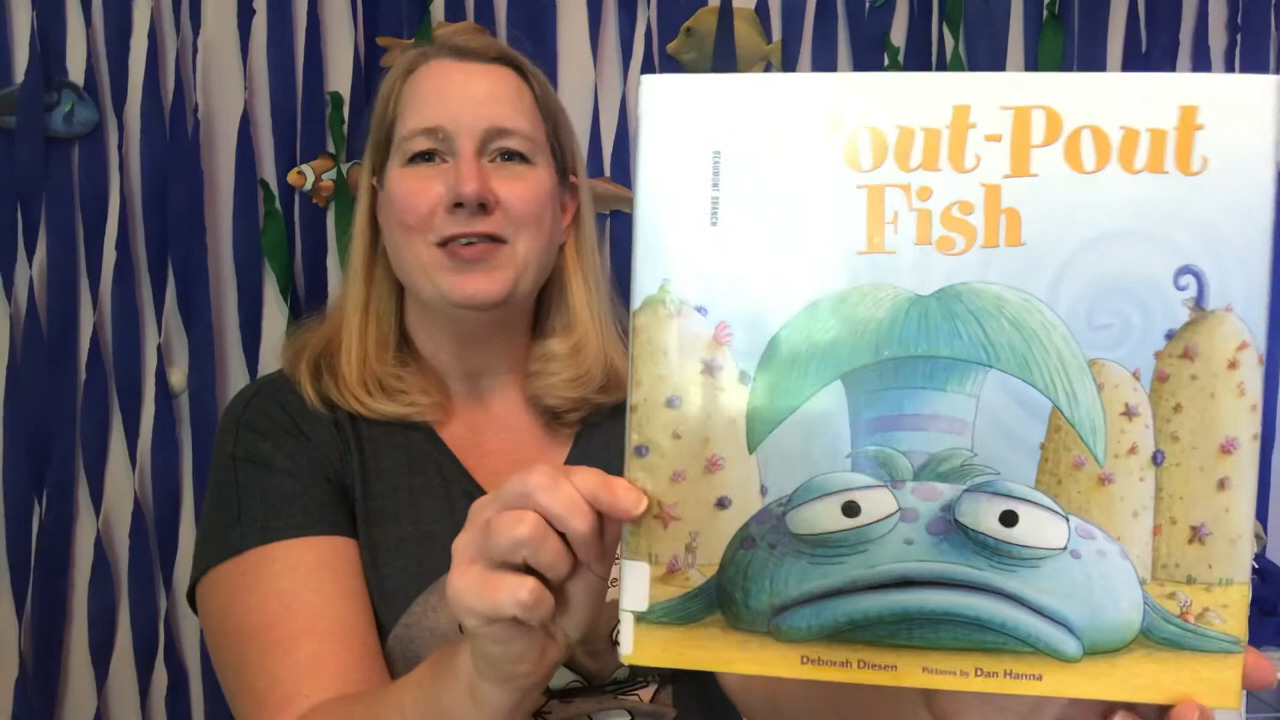 'out-Pout
Fish
BEAUMONT BRANCH
Deborah Diesen Pictures by Dan Hanna